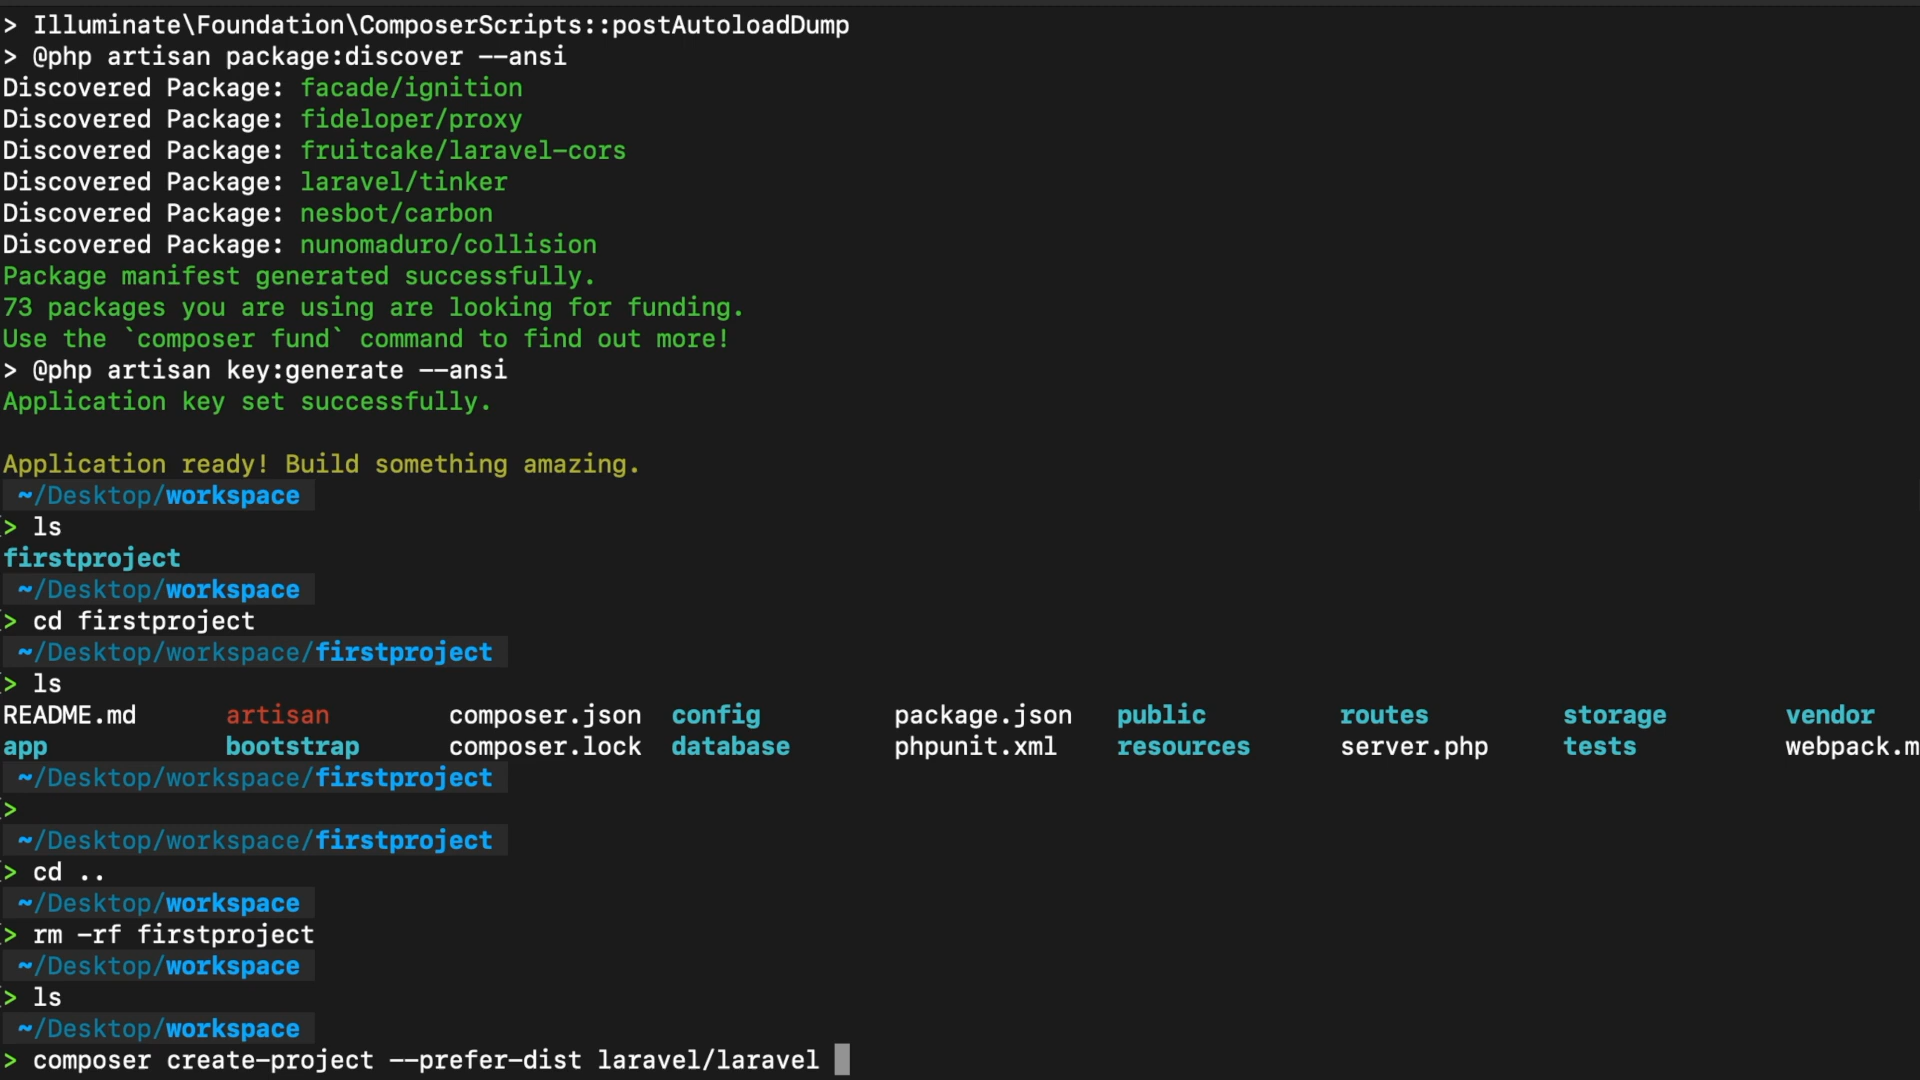 > Illuminate\Foundation\ComposerScripts::postAutoloadDump
> @php artisan package:discover --ansi
Discovered Package: facade/ignition
Discovered Package: fideloper/proxy
Discovered Package: fruitcake/laravel-cors
Discovered Package: laravel/tinker
Discovered Package: nesbot/carbon
Discovered Package: nunomaduro/collision
Package manifest generated successfully.
73 packages you are using are looking for funding.
Use the `composer fund` command to find out more!
> @php artisan key:generate --ansi
Application key set successfully.
Application ready! Build something amazing.
~/Desktop/workspace
> ls
firstproject
~/Desktop/workspace
> cd firstproject
~/Desktop/workspace/firstproject
> ls
README.md artisan composer.json config package.json public routes storage vendor
app bootstrap composer.lock database phpunit.xml resources server.php tests webpack.m
~/Desktop/workspace/firstproject
>
~/Desktop/workspace/firstproject
> cd ..
~/Desktop/workspace
> rm -rf firstproject
~/Desktop/workspace
> ls
~/Desktop/workspace
> composer create-project --prefer-dist laravel/laravel